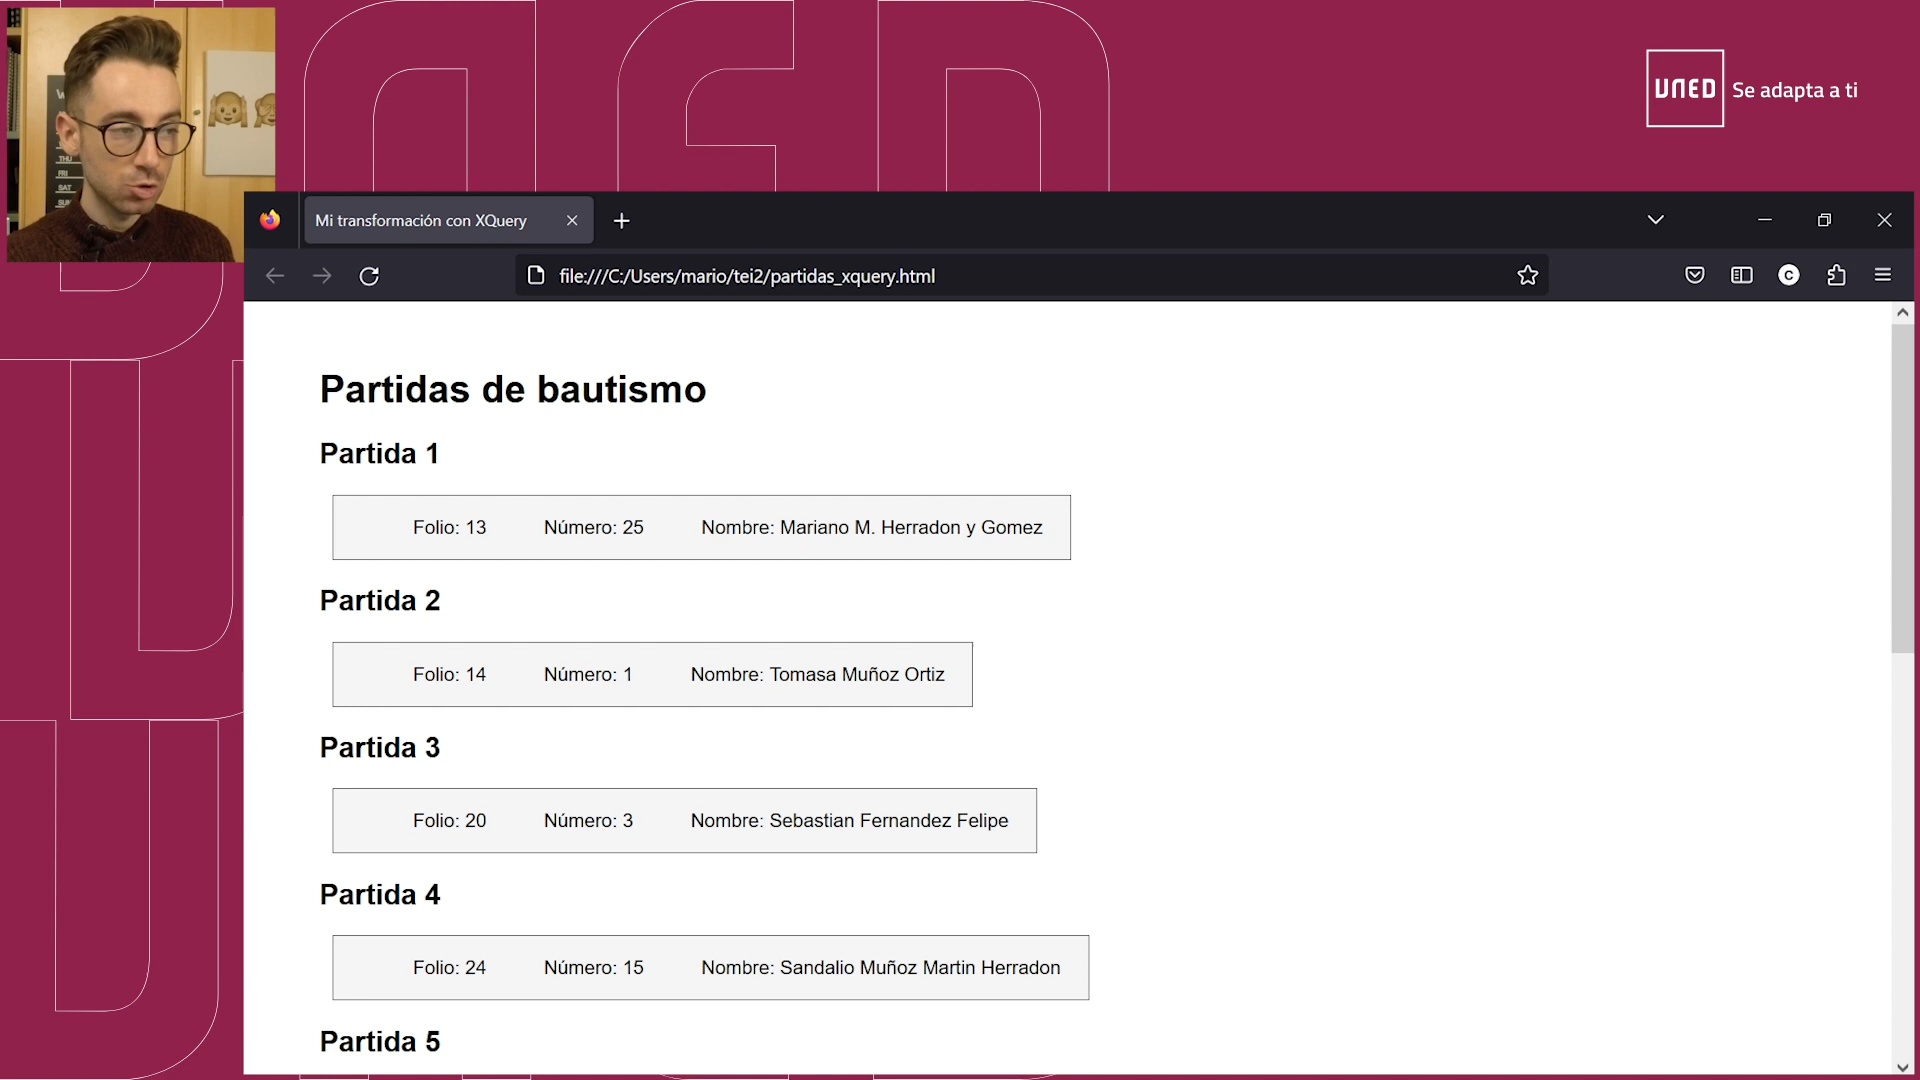 THU
FRI
SAT
UNED Se adapta a ti
Mi transformación con XQuery
file:///C:/Users/mario/tei2/partidas_xquery.html
Partidas de bautismo
Partida 1
Folio: 13 Número: 25 Nombre: Mariano M. Herradon y Gomez
Partida 2
Folio: 14 Número: 1 Nombre: Tomasa Muñoz Ortiz
Partida 3
Folio: 20 Número: 3 Nombre: Sebastian Fernandez Felipe
Partida 4
Folio: 24 Número: 15 Nombre: Sandalio Muñoz Martin Herradon
Partida 5